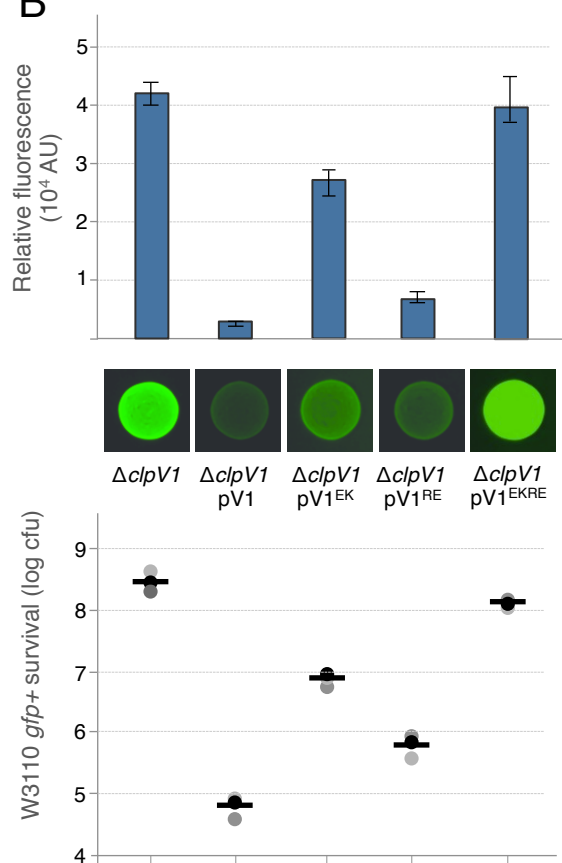 B
Relative fluorescence
(10⁴ AU)
5
4
3
2
1
ΔclpV1
ΔclpV1
pV1
ΔclpV1
pV1ᴱᴷ
ΔclpV1
pV1ᴿᴱ
ΔclpV1
pV1ᴱᴷᴿᴱ
W3110 gfp+ survival (log cfu)
9
8
7
6
5
4